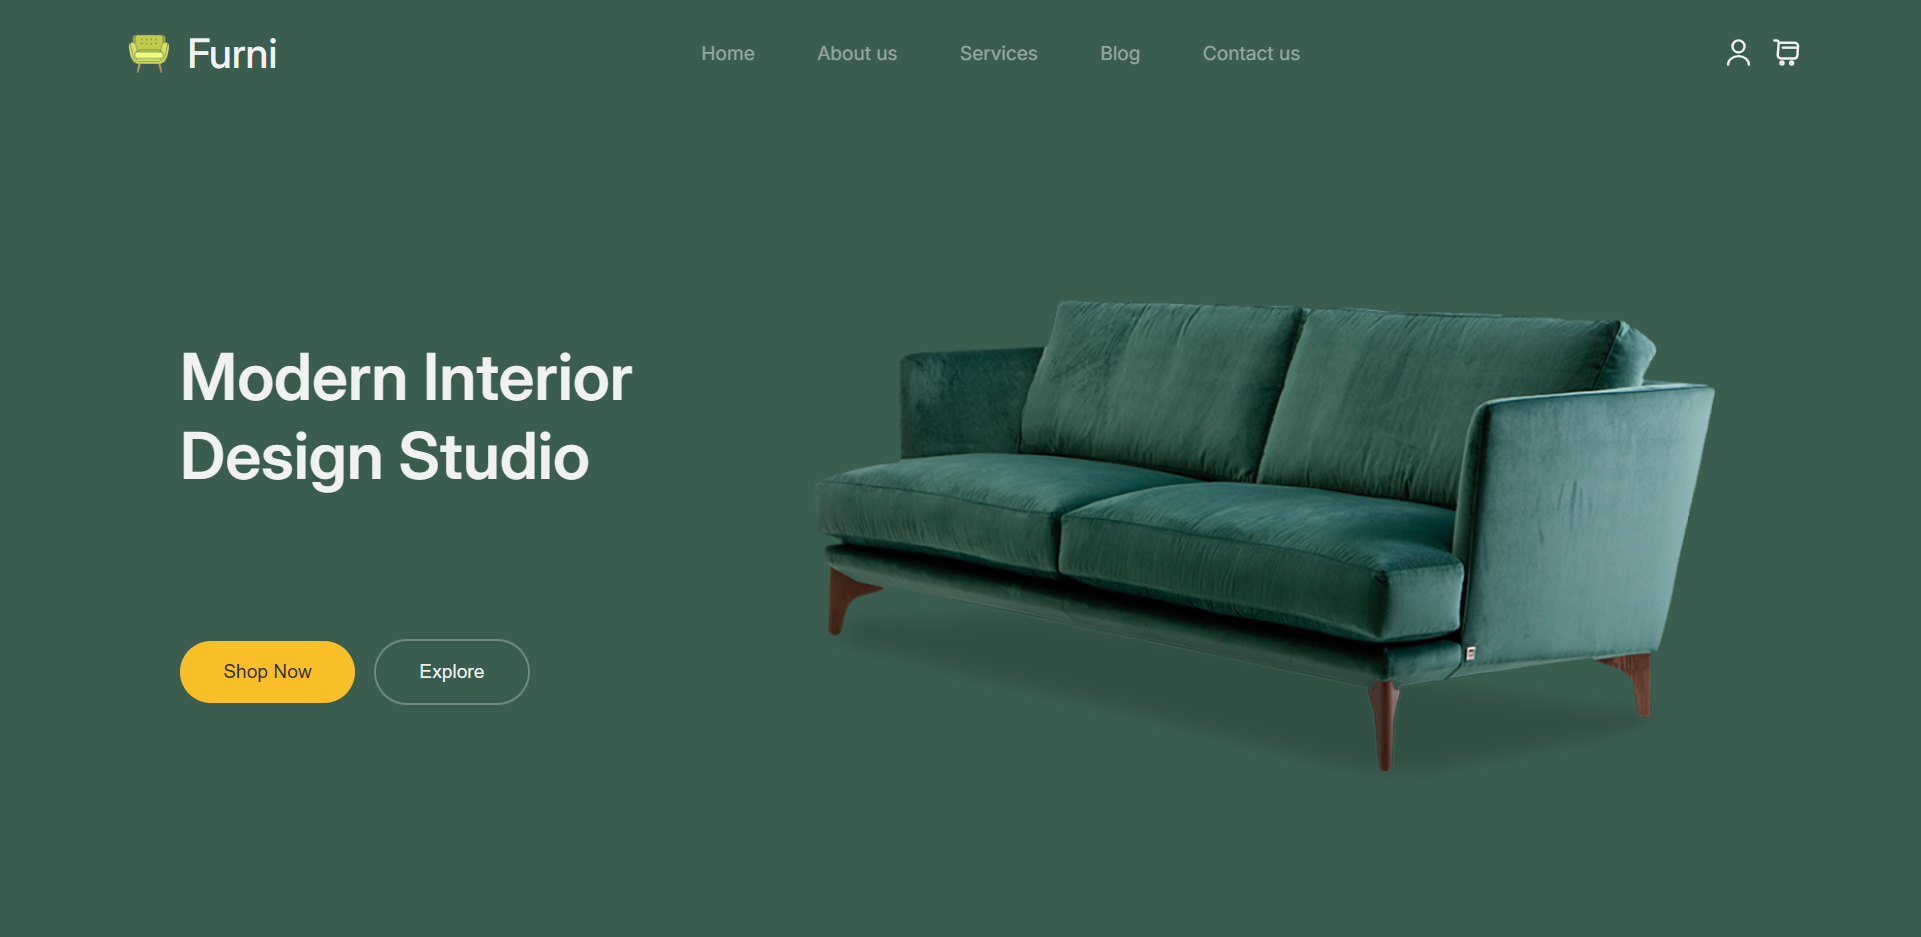 Furni
Home
About us
Services
Blog
Contact us
Modern Interior
Design Studio
Shop Now
Explore